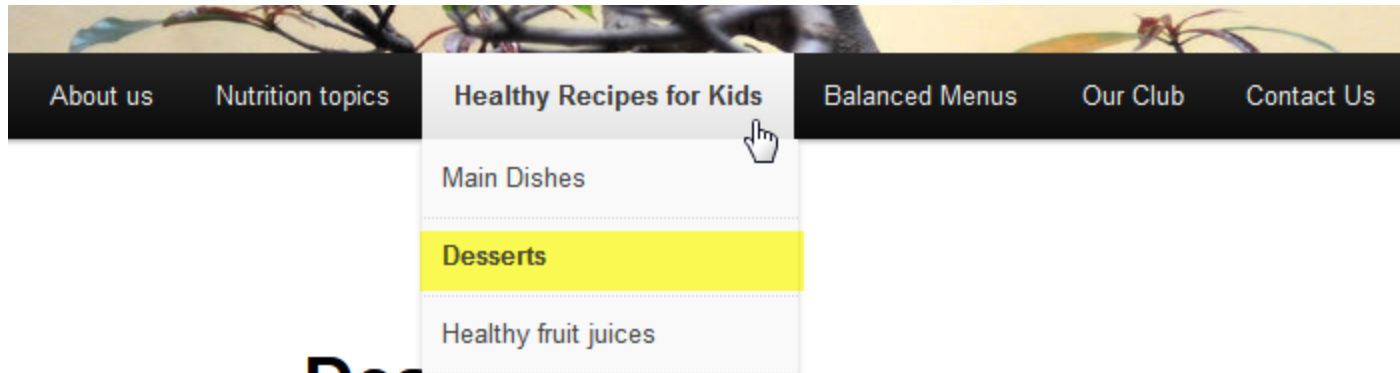 About us Nutrition topics Healthy Recipes for Kids Balanced Menus Our Club Contact Us
Main Dishes
Desserts
Healthy fruit juices